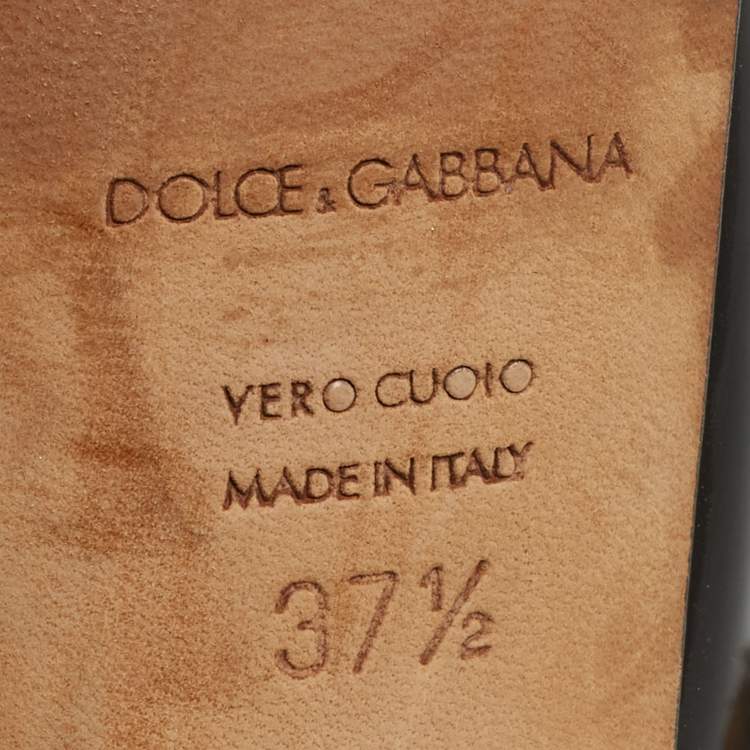 DOLCE & GABBANA
VERO CUOIO
MADE IN ITALY
37½